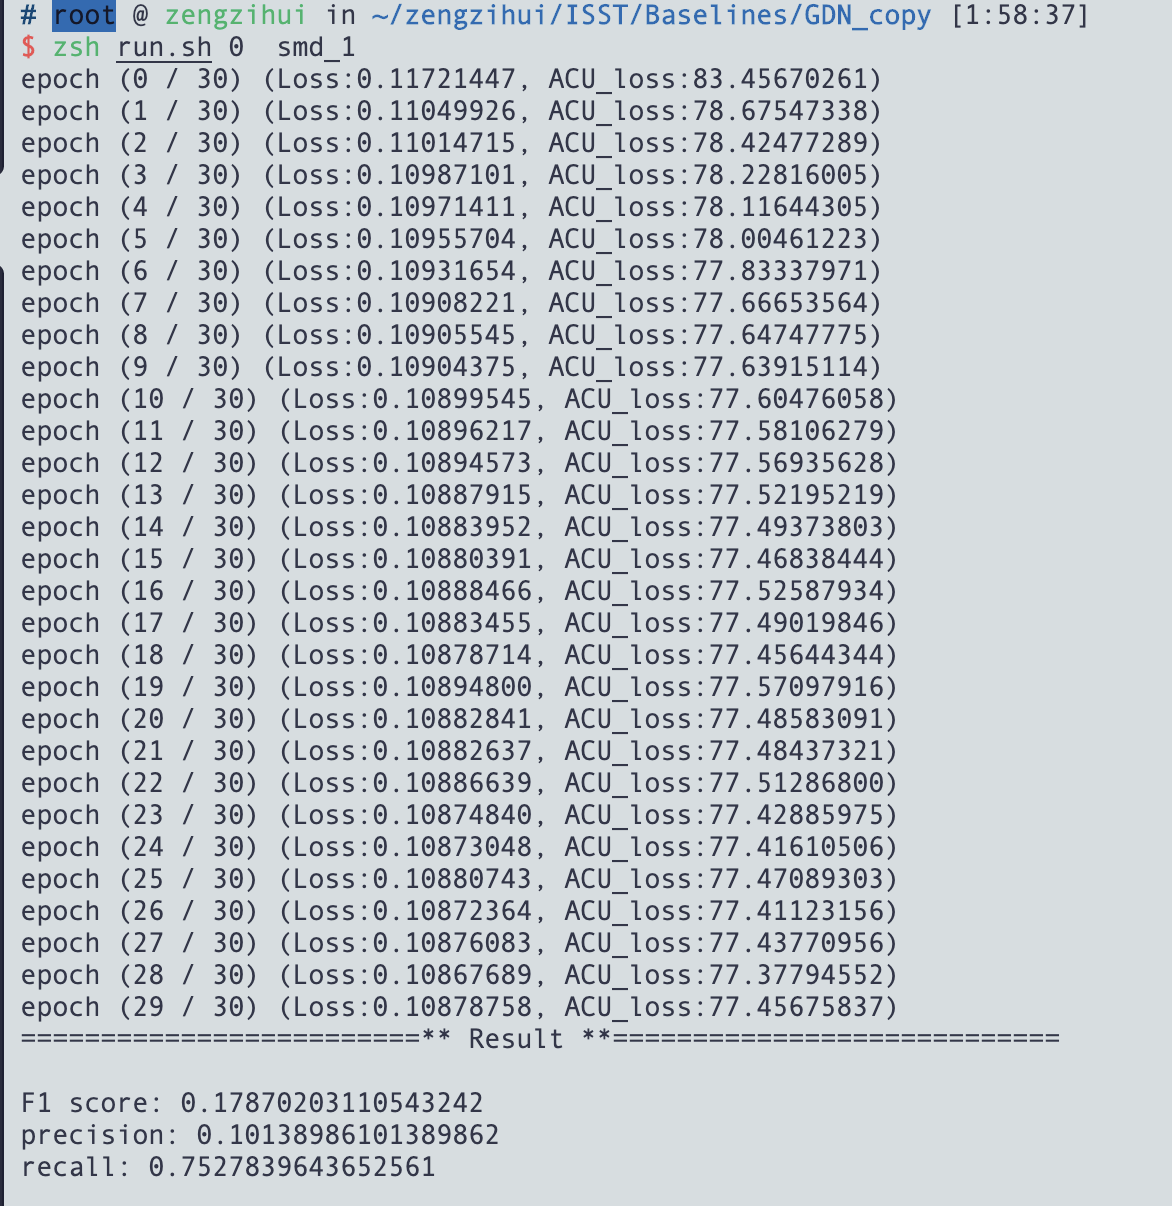 # root @ zengzihui in ~/zengzihui/ISST/Baselines/GDN_copy [1:58:37]
$ zsh run.sh 0  smd_1
epoch (0 / 30) (Loss:0.11721447, ACU_loss:83.45670261)
epoch (1 / 30) (Loss:0.11049926, ACU_loss:78.67547338)
epoch (2 / 30) (Loss:0.11014715, ACU_loss:78.42477289)
epoch (3 / 30) (Loss:0.10987101, ACU_loss:78.22816005)
epoch (4 / 30) (Loss:0.10971411, ACU_loss:78.11644305)
epoch (5 / 30) (Loss:0.10955704, ACU_loss:78.00461223)
epoch (6 / 30) (Loss:0.10931654, ACU_loss:77.83337971)
epoch (7 / 30) (Loss:0.10908221, ACU_loss:77.66653564)
epoch (8 / 30) (Loss:0.10905545, ACU_loss:77.64747775)
epoch (9 / 30) (Loss:0.10904375, ACU_loss:77.63915114)
epoch (10 / 30) (Loss:0.10899545, ACU_loss:77.60476058)
epoch (11 / 30) (Loss:0.10896217, ACU_loss:77.58106279)
epoch (12 / 30) (Loss:0.10894573, ACU_loss:77.56935628)
epoch (13 / 30) (Loss:0.10887915, ACU_loss:77.52195219)
epoch (14 / 30) (Loss:0.10883952, ACU_loss:77.49373803)
epoch (15 / 30) (Loss:0.10880391, ACU_loss:77.46838444)
epoch (16 / 30) (Loss:0.10888466, ACU_loss:77.52587934)
epoch (17 / 30) (Loss:0.10883455, ACU_loss:77.49019846)
epoch (18 / 30) (Loss:0.10878714, ACU_loss:77.45644344)
epoch (19 / 30) (Loss:0.10894800, ACU_loss:77.57097916)
epoch (20 / 30) (Loss:0.10882841, ACU_loss:77.48583091)
epoch (21 / 30) (Loss:0.10882637, ACU_loss:77.48437321)
epoch (22 / 30) (Loss:0.10886639, ACU_loss:77.51286800)
epoch (23 / 30) (Loss:0.10874840, ACU_loss:77.42885975)
epoch (24 / 30) (Loss:0.10873048, ACU_loss:77.41610506)
epoch (25 / 30) (Loss:0.10880743, ACU_loss:77.47089303)
epoch (26 / 30) (Loss:0.10872364, ACU_loss:77.41123156)
epoch (27 / 30) (Loss:0.10876083, ACU_loss:77.43770956)
epoch (28 / 30) (Loss:0.10867689, ACU_loss:77.37794552)
epoch (29 / 30) (Loss:0.10878758, ACU_loss:77.45675837)
=========================** Result **============================
F1 score: 0.17870203110543242
precision: 0.10138986101389862
recall: 0.7527839643652561